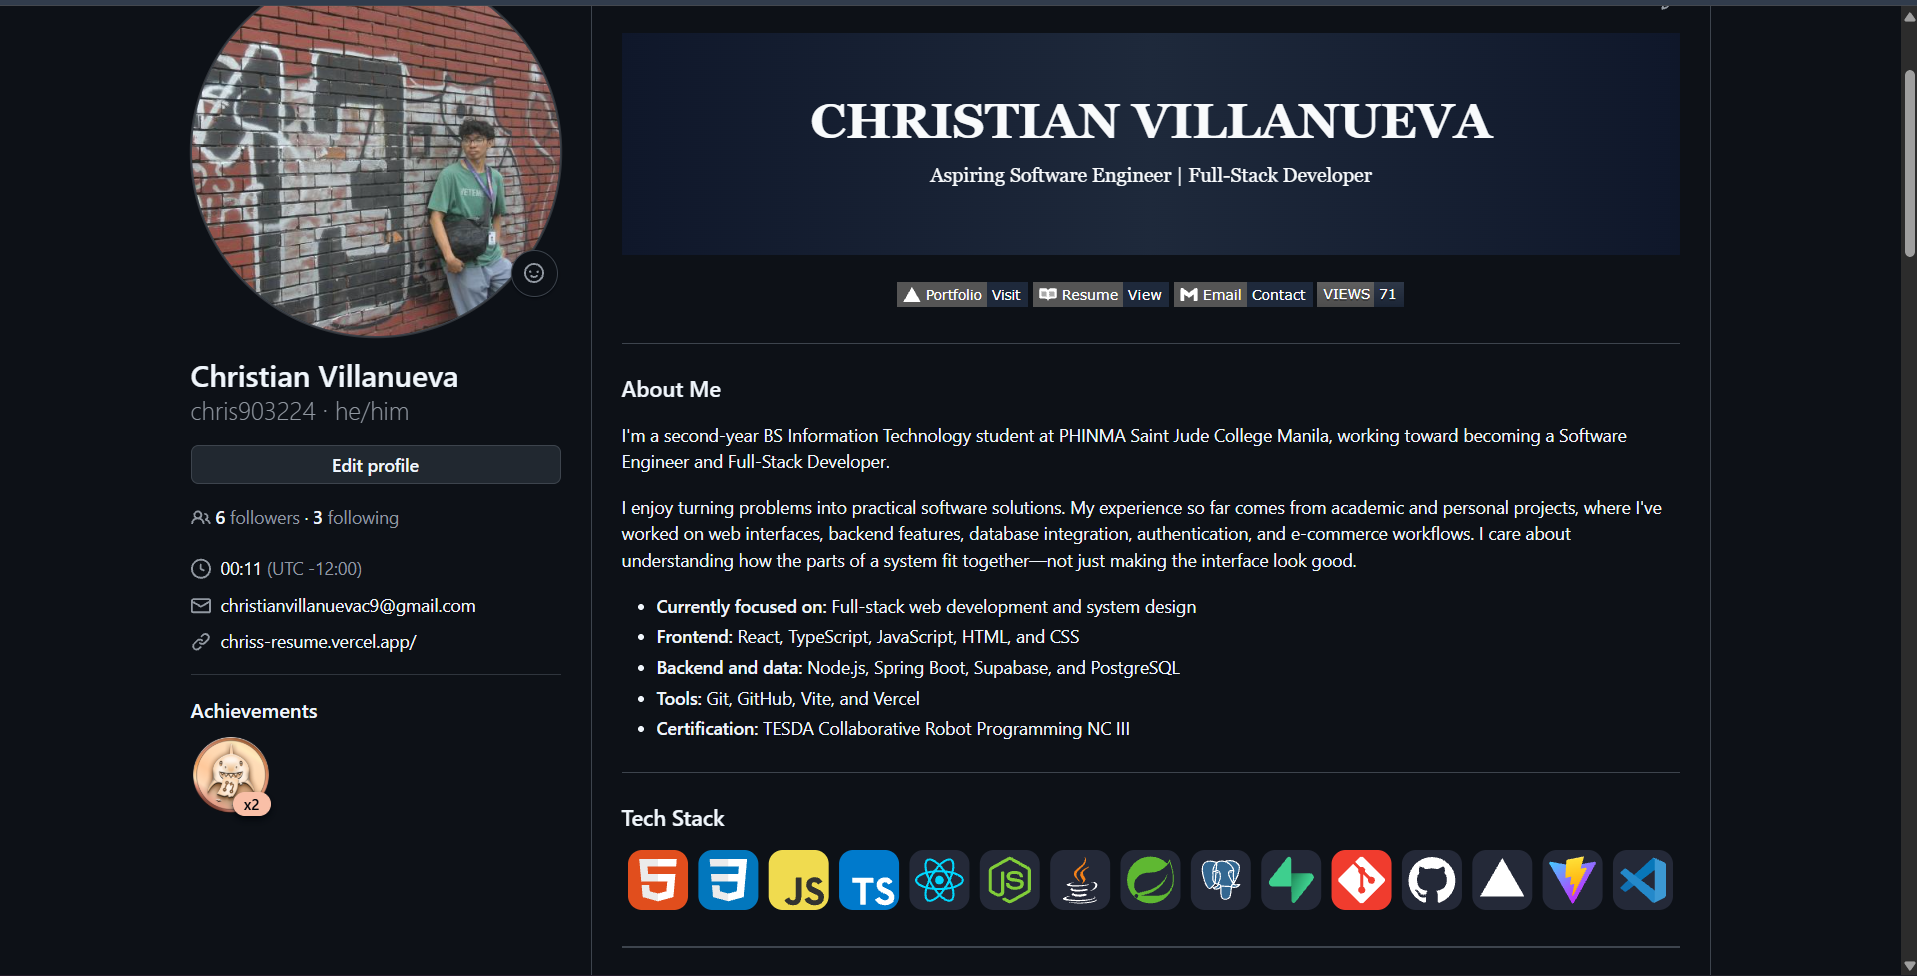 Christian Villanueva
chris903224 · he/him
Edit profile
6 followers · 3 following
00:11 (UTC -12:00)
christianvillanuevac9@gmail.com
chriss-resume.vercel.app/
Achievements
x2
CHRISTIAN VILLANUEVA
Aspiring Software Engineer | Full-Stack Developer
Portfolio Visit Resume View Email Contact VIEWS 71
About Me
I'm a second-year BS Information Technology student at PHINMA Saint Jude College Manila, working toward becoming a Software
Engineer and Full-Stack Developer.
I enjoy turning problems into practical software solutions. My experience so far comes from academic and personal projects, where I've
worked on web interfaces, backend features, database integration, authentication, and e-commerce workflows. I care about
understanding how the parts of a system fit together—not just making the interface look good.
• Currently focused on: Full-stack web development and system design
• Frontend: React, TypeScript, JavaScript, HTML, and CSS
• Backend and data: Node.js, Spring Boot, Supabase, and PostgreSQL
• Tools: Git, GitHub, Vite, and Vercel
• Certification: TESDA Collaborative Robot Programming NC III
Tech Stack
JS TS JS